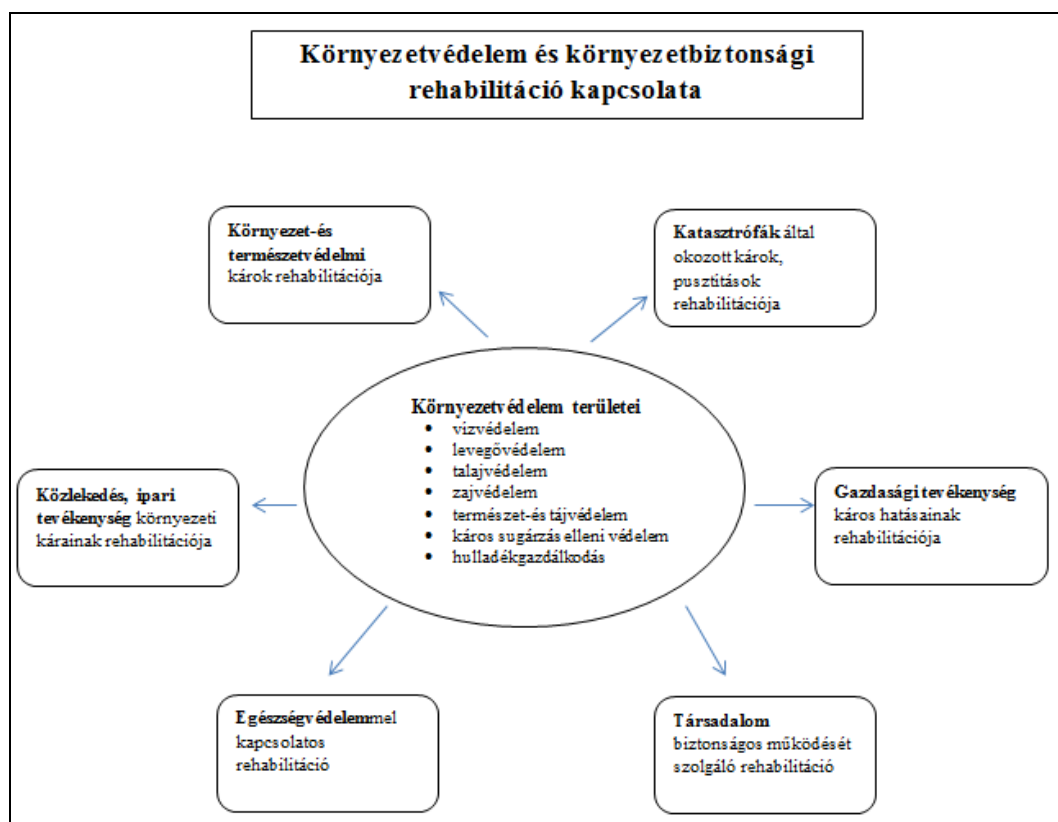 Környezetvédelem és környezetbiztonsági
rehabilitáció kapcsolata
Környezet-és
természetvédelmi
károk rehabilitációja
Katasztrófák által
okozott károk,
pusztítások
rehabilitációja
Környezetvédelem területei
• vízvédelem
• levegővédelem
• talajvédelem
• zajvédelem
• természet-és tájvédelem
• káros sugárzás elleni védelem
• hulladékgazdálkodás
Közlekedés, ipari
tevékenység környezeti
kárainak rehabilitációja
Gazdasági tevékenység
káros hatásainak
rehabilitációja
Egészségvédelemmel
kapcsolatos
rehabilitáció
Társadalom
biztonságos működését
szolgáló rehabilitáció